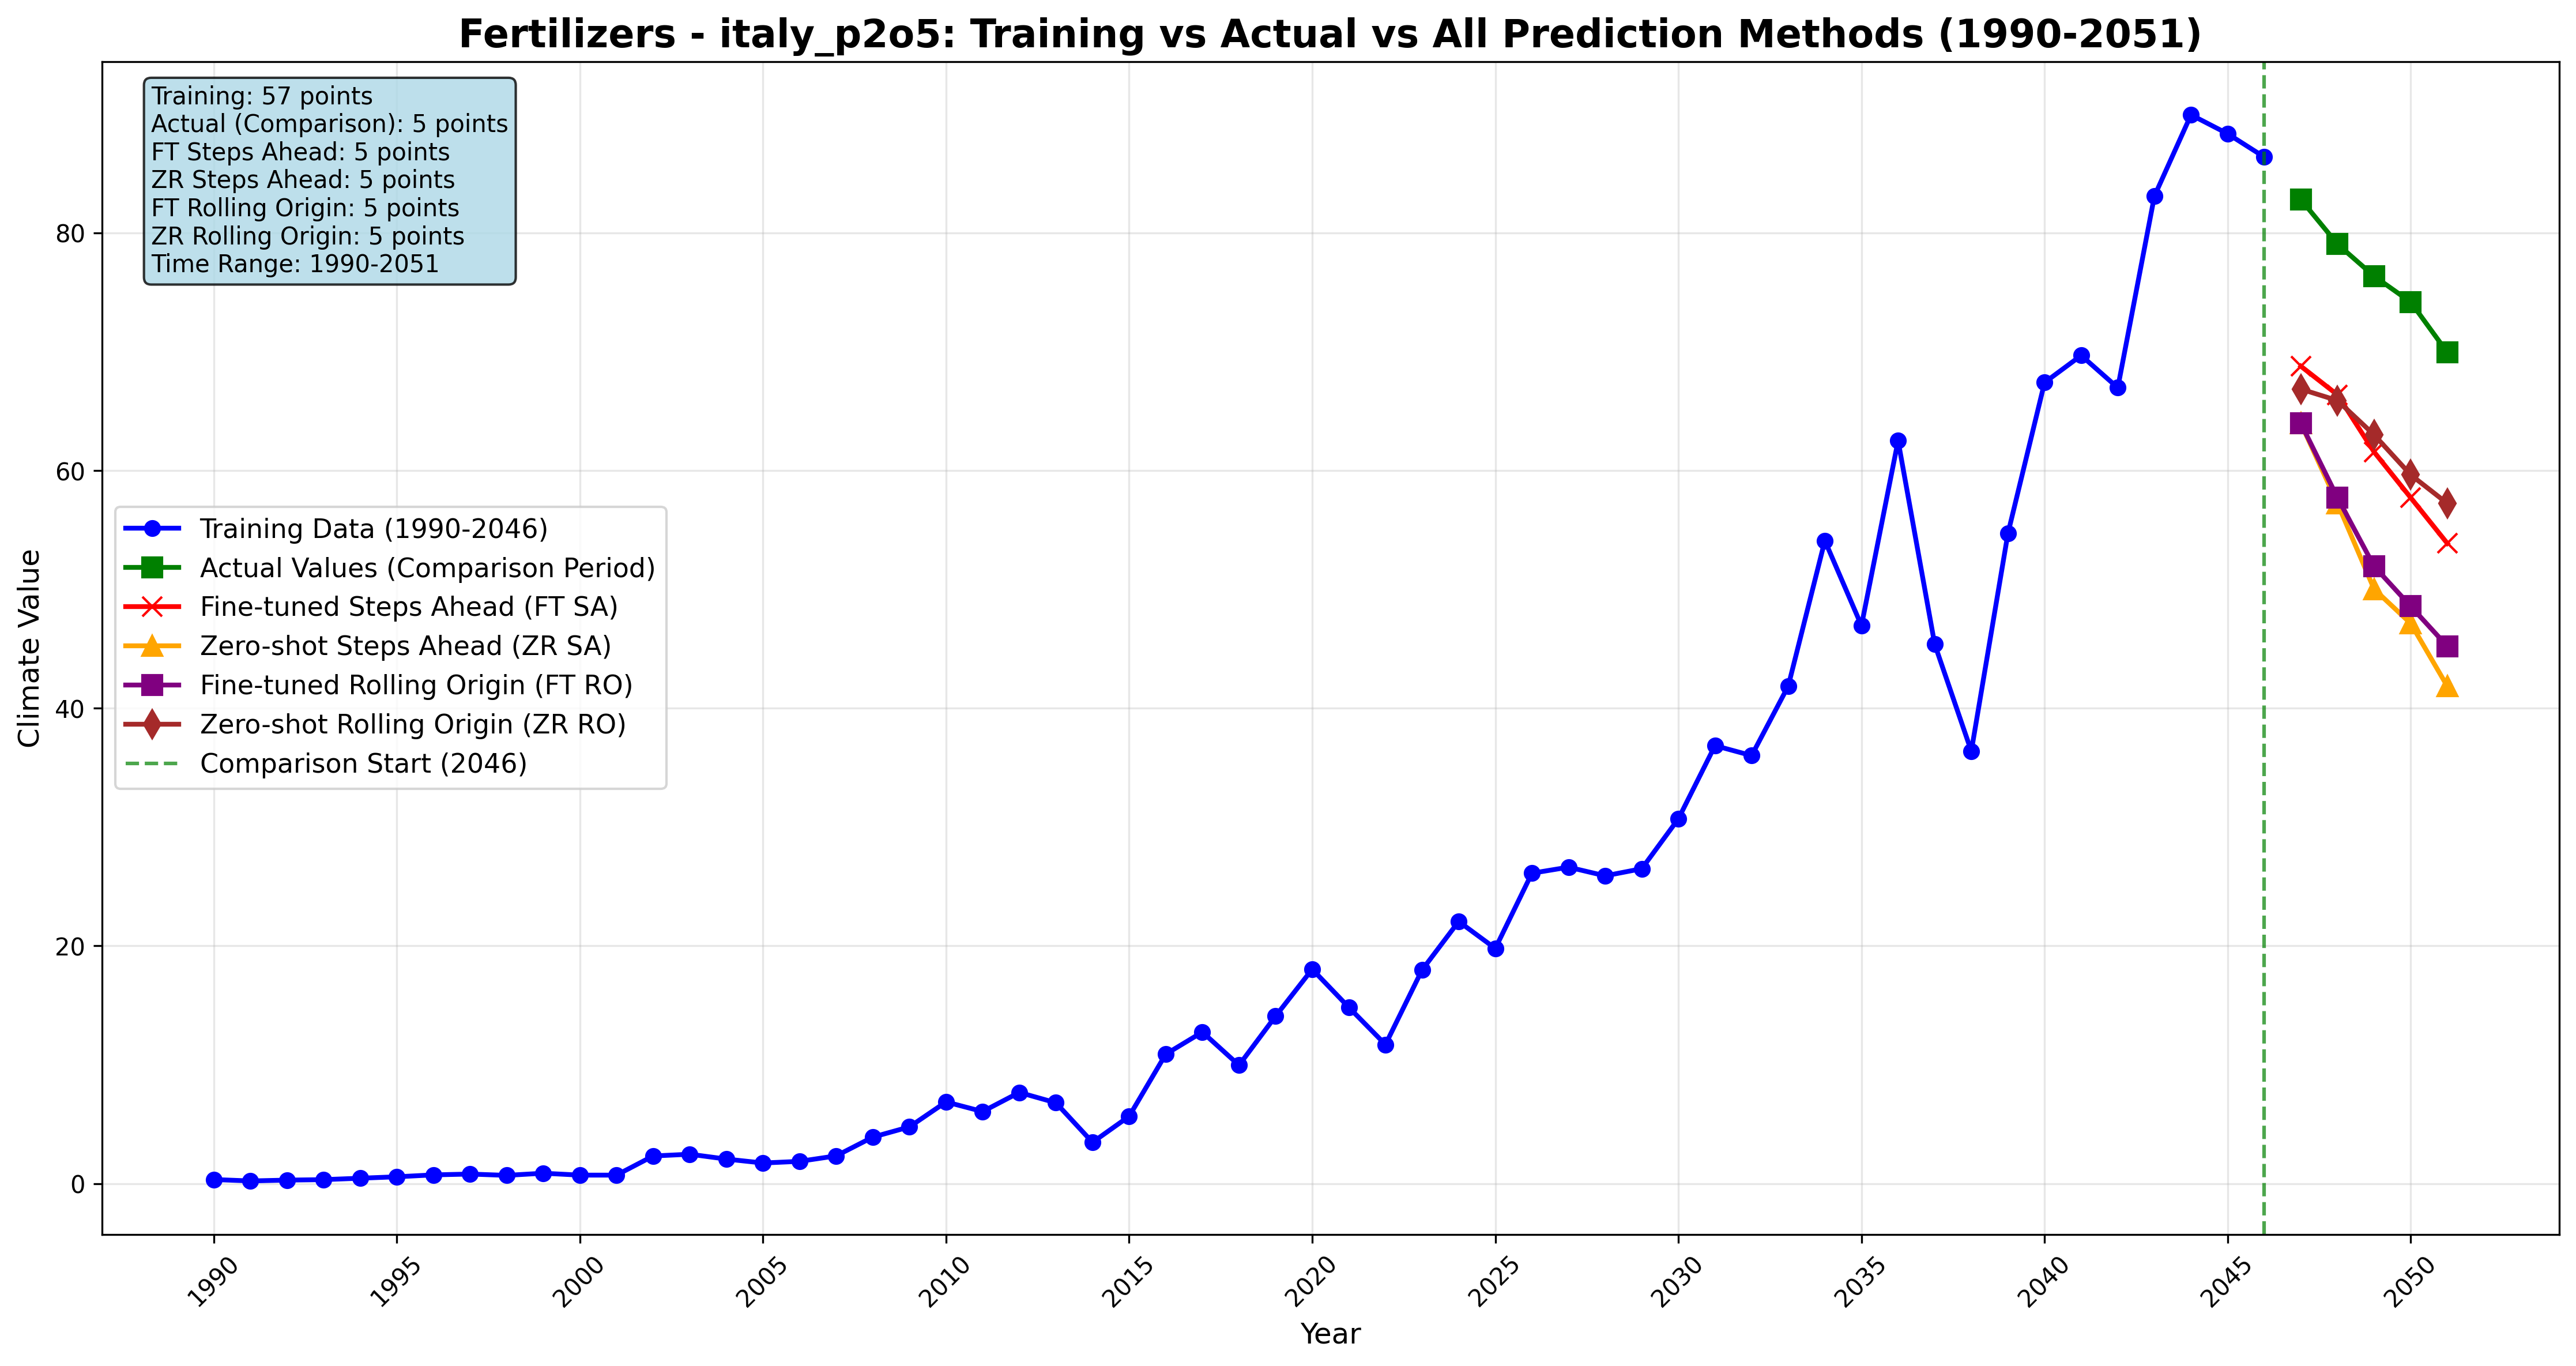 Fertilizers - italy_p2o5: Training vs Actual vs All Prediction Methods (1990-2051)
Training: 57 points
Actual (Comparison): 5 points
FT Steps Ahead: 5 points
ZR Steps Ahead: 5 points
FT Rolling Origin: 5 points
ZR Rolling Origin: 5 points
Time Range: 1990-2051
80
60
40
20
0
Climate Value
Training Data (1990-2046)
Actual Values (Comparison Period)
Fine-tuned Steps Ahead (FT SA)
Zero-shot Steps Ahead (ZR SA)
Fine-tuned Rolling Origin (FT RO)
Zero-shot Rolling Origin (ZR RO)
Comparison Start (2046)
1990
1995
2000
2005
2010
2015
2020
2025
2030
2035
2040
2045
2050
Year